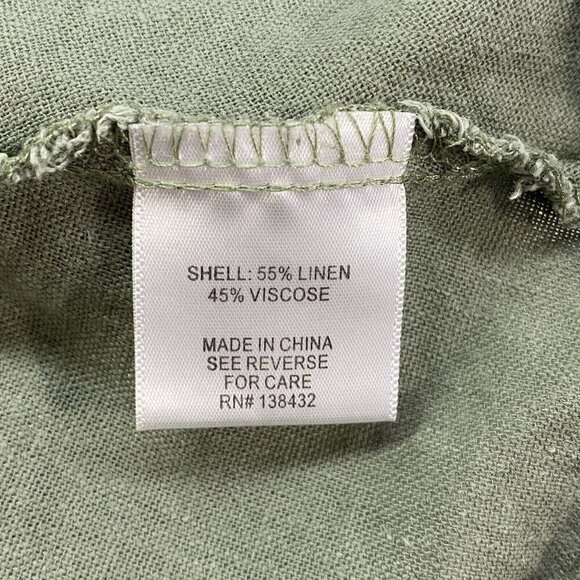 SHELL: 55% LINEN
45% VISCOSE
MADE IN CHINA
SEE REVERSE
FOR CARE
RN# 138432